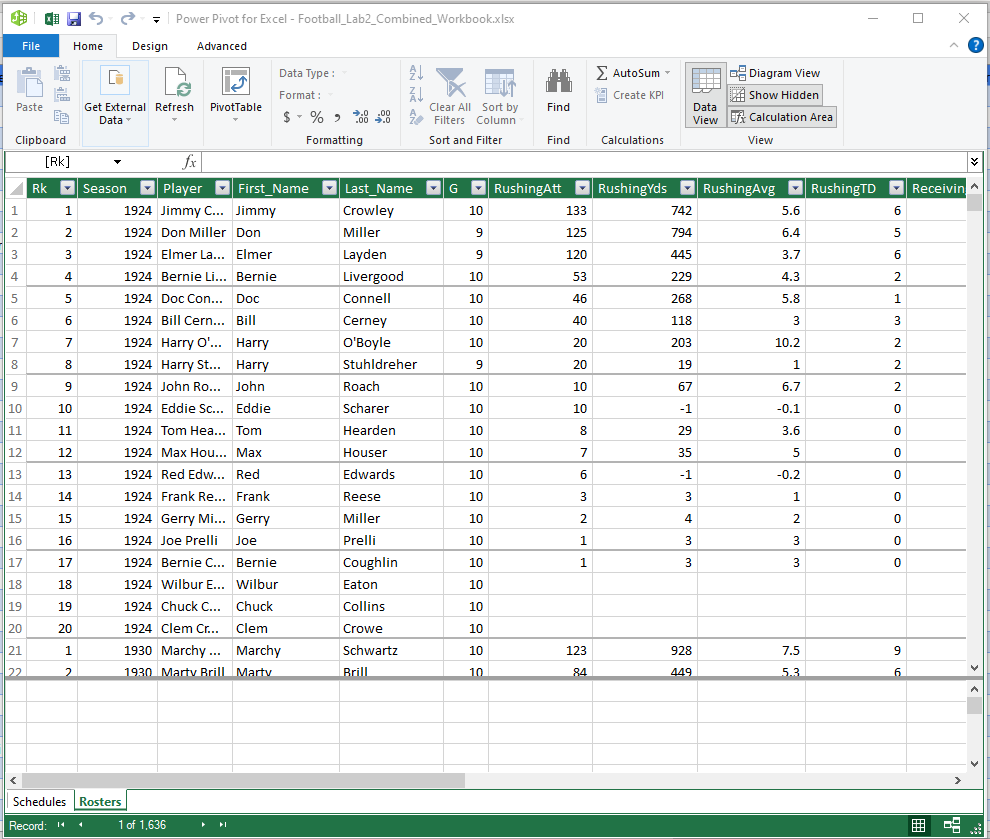 Power Pivot for Excel - Football_Lab2_Combined_Workbook.xlsx
File Home Design Advanced
Paste
Clipboard
Get External Data
Refresh
PivotTable
Data Type :
Format :
$ % , .00 .00
Formatting
A Z
Z A
Clear All Filters
Sort by Column
Sort and Filter
Find
Find
∑ AutoSum
Create KPI
Calculations
Data View
Diagram View
Show Hidden
Calculation Area
View
[Rk] fx
Rk Season Player First_Name Last_Name G RushingAtt RushingYds RushingAvg RushingTD Receivin
1 1 1924 Jimmy C... Jimmy Crowley 10 133 742 5.6 6
2 2 1924 Don Miller Don Miller 9 125 794 6.4 5
3 3 1924 Elmer La... Elmer Layden 9 120 445 3.7 6
4 4 1924 Bernie Li... Bernie Livergood 10 53 229 4.3 2
5 5 1924 Doc Con... Doc Connell 10 46 268 5.8 1
6 6 1924 Bill Cern... Bill Cerney 10 40 118 3 3
7 7 1924 Harry O'... Harry O'Boyle 10 20 203 10.2 2
8 8 1924 Harry St... Harry Stuhldreher 9 20 19 1 2
9 9 1924 John Ro... John Roach 10 10 67 6.7 2
10 10 1924 Eddie Sc... Eddie Scharer 10 10 -1 -0.1 0
11 11 1924 Tom Hea... Tom Hearden 10 8 29 3.6 0
12 12 1924 Max Hou... Max Houser 10 7 35 5 0
13 13 1924 Red Edw... Red Edwards 10 6 -1 -0.2 0
14 14 1924 Frank Re... Frank Reese 10 3 3 1 0
15 15 1924 Gerry Mi... Gerry Miller 10 2 4 2 0
16 16 1924 Joe Prelli Joe Prelli 10 1 3 3 0
17 17 1924 Bernie C... Bernie Coughlin 10 1 3 3 0
18 18 1924 Wilbur E... Wilbur Eaton 10
19 19 1924 Chuck C... Chuck Collins 10
20 20 1924 Clem Cr... Clem Crowe 10
21 1 1930 Marchy ... Marchy Schwartz 10 123 928 7.5 9
22 2 1930 Marty Brill Marty Brill 10 84 449 5.3 6
Schedules Rosters
Record: 1 of 1,636